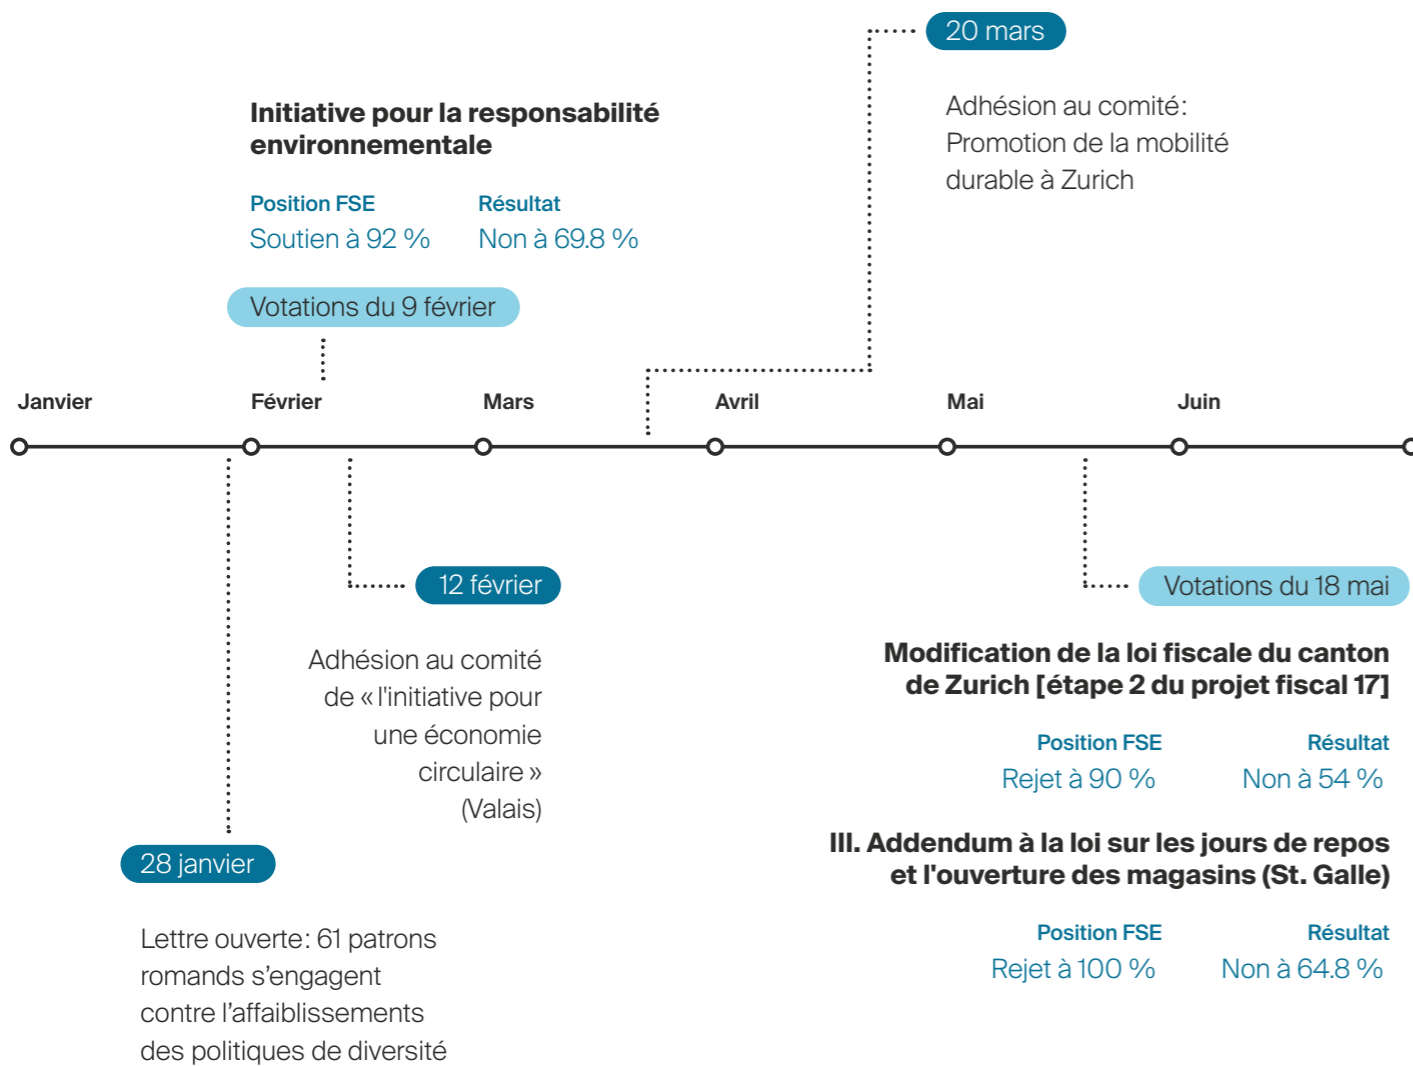 20 mars
Adhésion au comité:
Promotion de la mobilité
durable à Zurich
Initiative pour la responsabilité
environnementale
Position FSE Résultat
Soutien à 92 % Non à 69.8 %
Votations du 9 février
Janvier Février Mars Avril Mai Juin
12 février
Adhésion au comité
de « l'initiative pour
une économie
circulaire »
(Valais)
28 janvier
Lettre ouverte: 61 patrons
romands s’engagent
contre l’affaiblissements
des politiques de diversité
Votations du 18 mai
Modification de la loi fiscale du canton
de Zurich [étape 2 du projet fiscal 17]
Position FSE Résultat
Rejet à 90 % Non à 54 %
III. Addendum à la loi sur les jours de repos
et l'ouverture des magasins (St. Galle)
Position FSE Résultat
Rejet à 100 % Non à 64.8 %